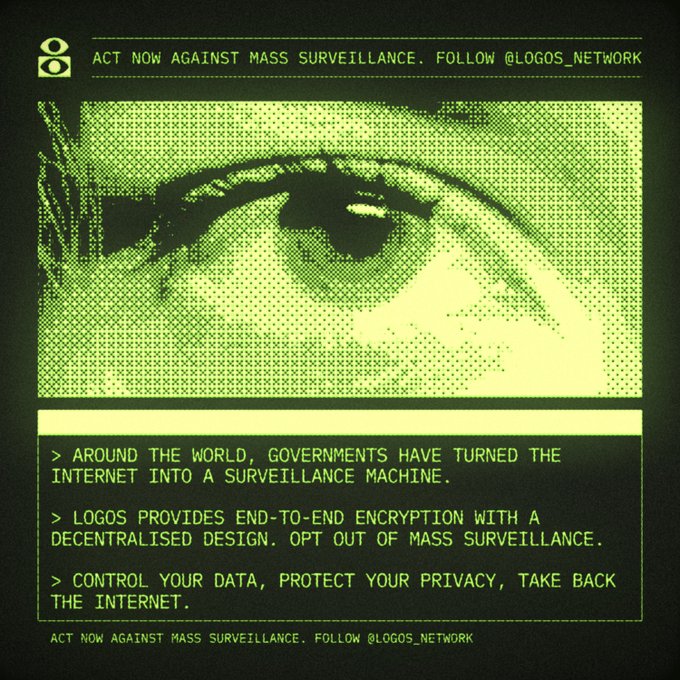 ACT NOW AGAINST MASS SURVEILLANCE. FOLLOW @LOGOS_NETWORK
> AROUND THE WORLD, GOVERNMENTS HAVE TURNED THE
INTERNET INTO A SURVEILLANCE MACHINE.
> LOGOS PROVIDES END-TO-END ENCRYPTION WITH A
DECENTRALISED DESIGN. OPT OUT OF MASS SURVEILLANCE.
> CONTROL YOUR DATA, PROTECT YOUR PRIVACY, TAKE BACK
THE INTERNET.
ACT NOW AGAINST MASS SURVEILLANCE. FOLLOW @LOGOS_NETWORK